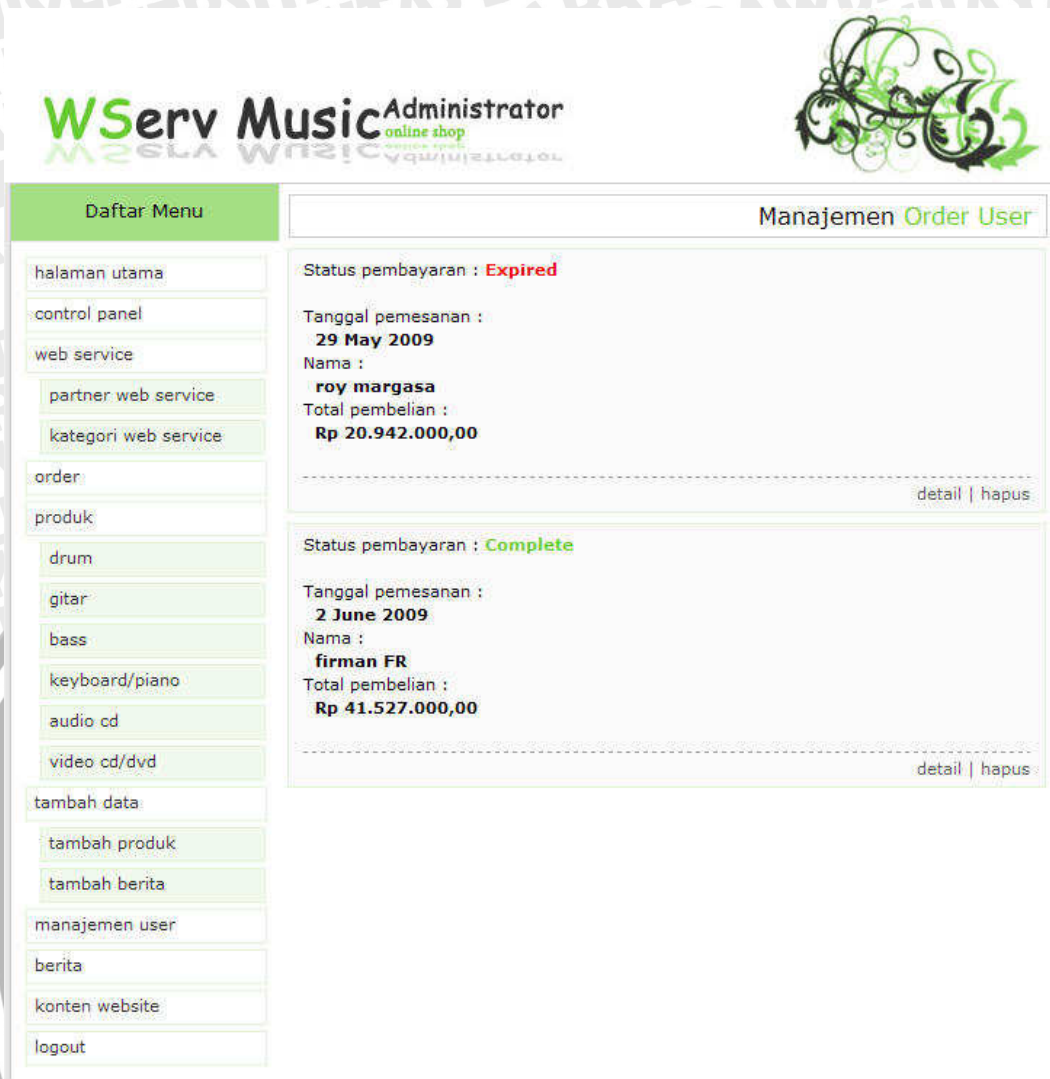 WServ Music Administrator
online shop
Daftar Menu
halaman utama
control panel
web service
partner web service
kategori web service
order
produk
drum
gitar
bass
keyboard/piano
audio cd
video cd/dvd
tambah data
tambah produk
tambah berita
manajemen user
berita
konten website
logout
Manajemen Order User
Status pembayaran : Expired
Tanggal pemesanan :
29 May 2009
Nama :
roy margasa
Total pembelian :
Rp 20.942.000,00
detail | hapus
Status pembayaran : Complete
Tanggal pemesanan :
2 June 2009
Nama :
firman FR
Total pembelian :
Rp 41.527.000,00
detail | hapus